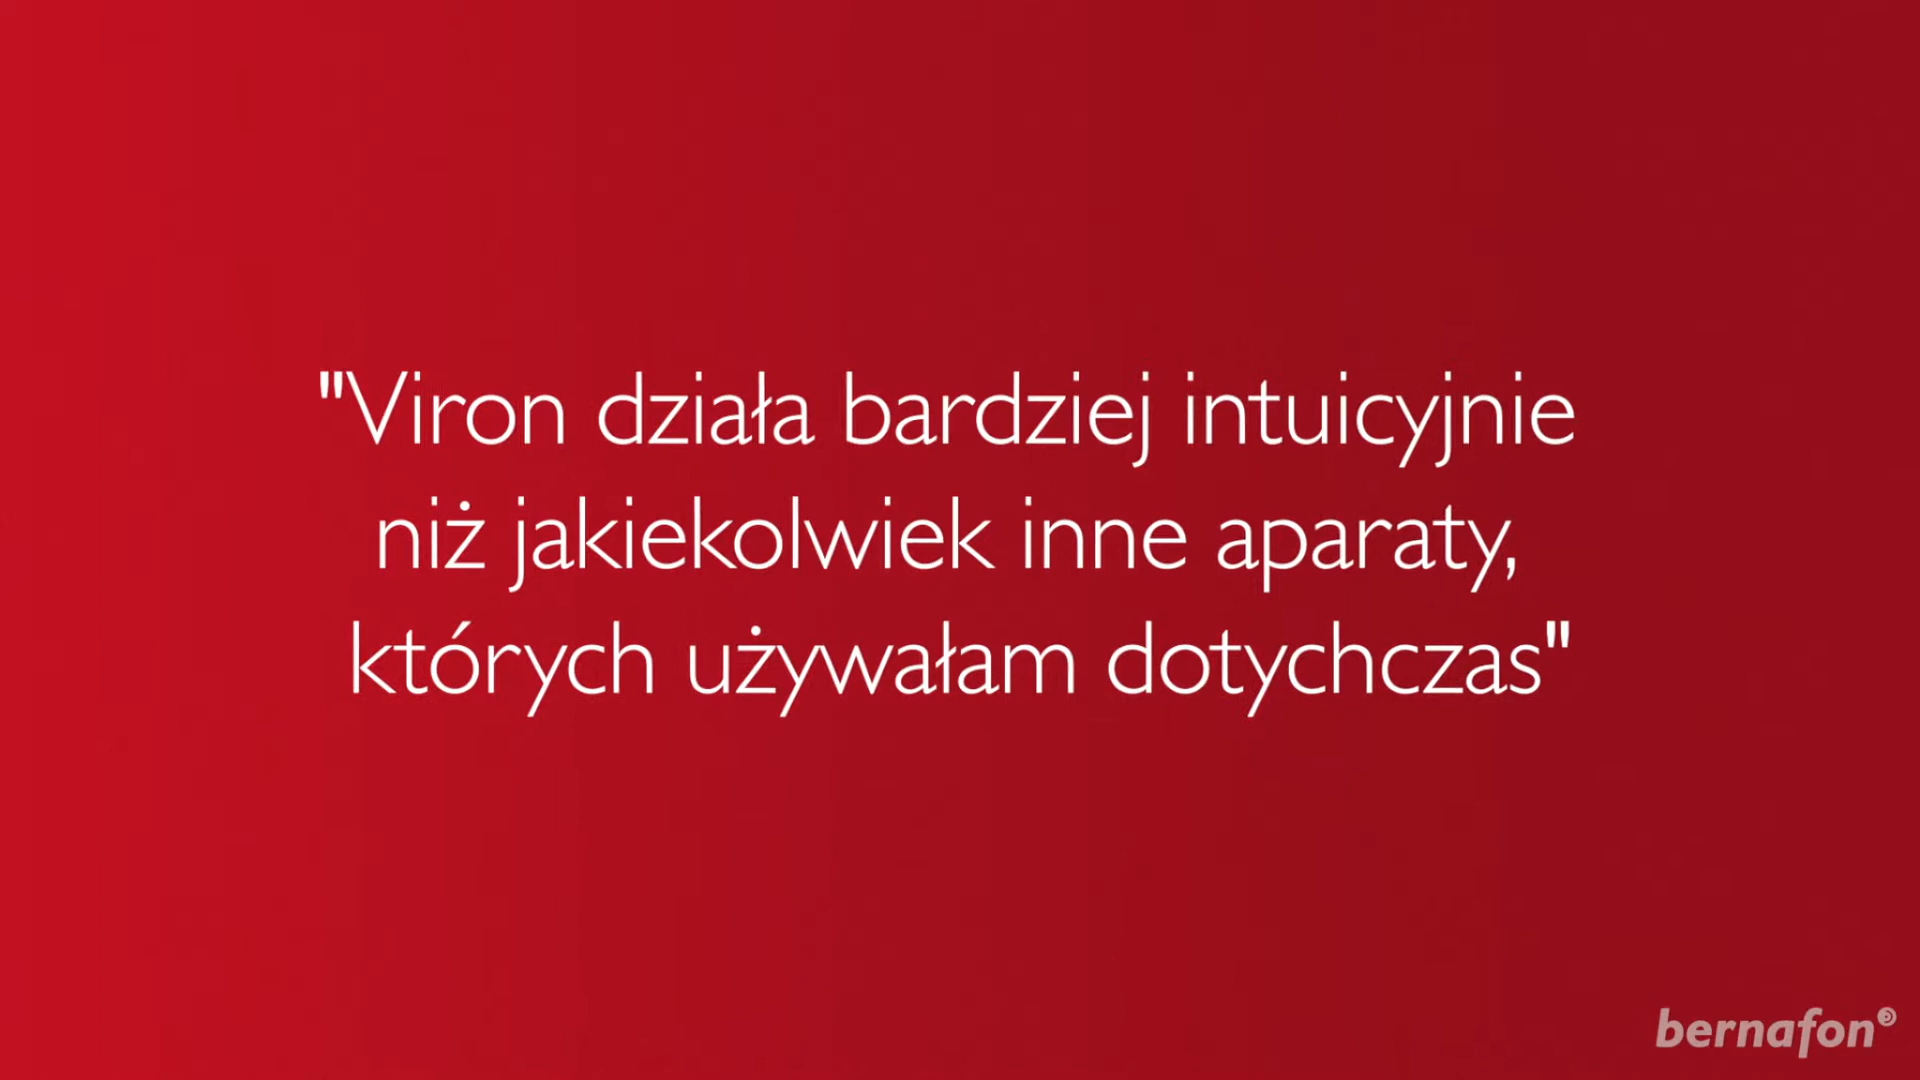 "Viron działa bardziej intuicyjnie
niż jakiekolwiek inne aparaty,
których używałam dotychczas"
bernafon